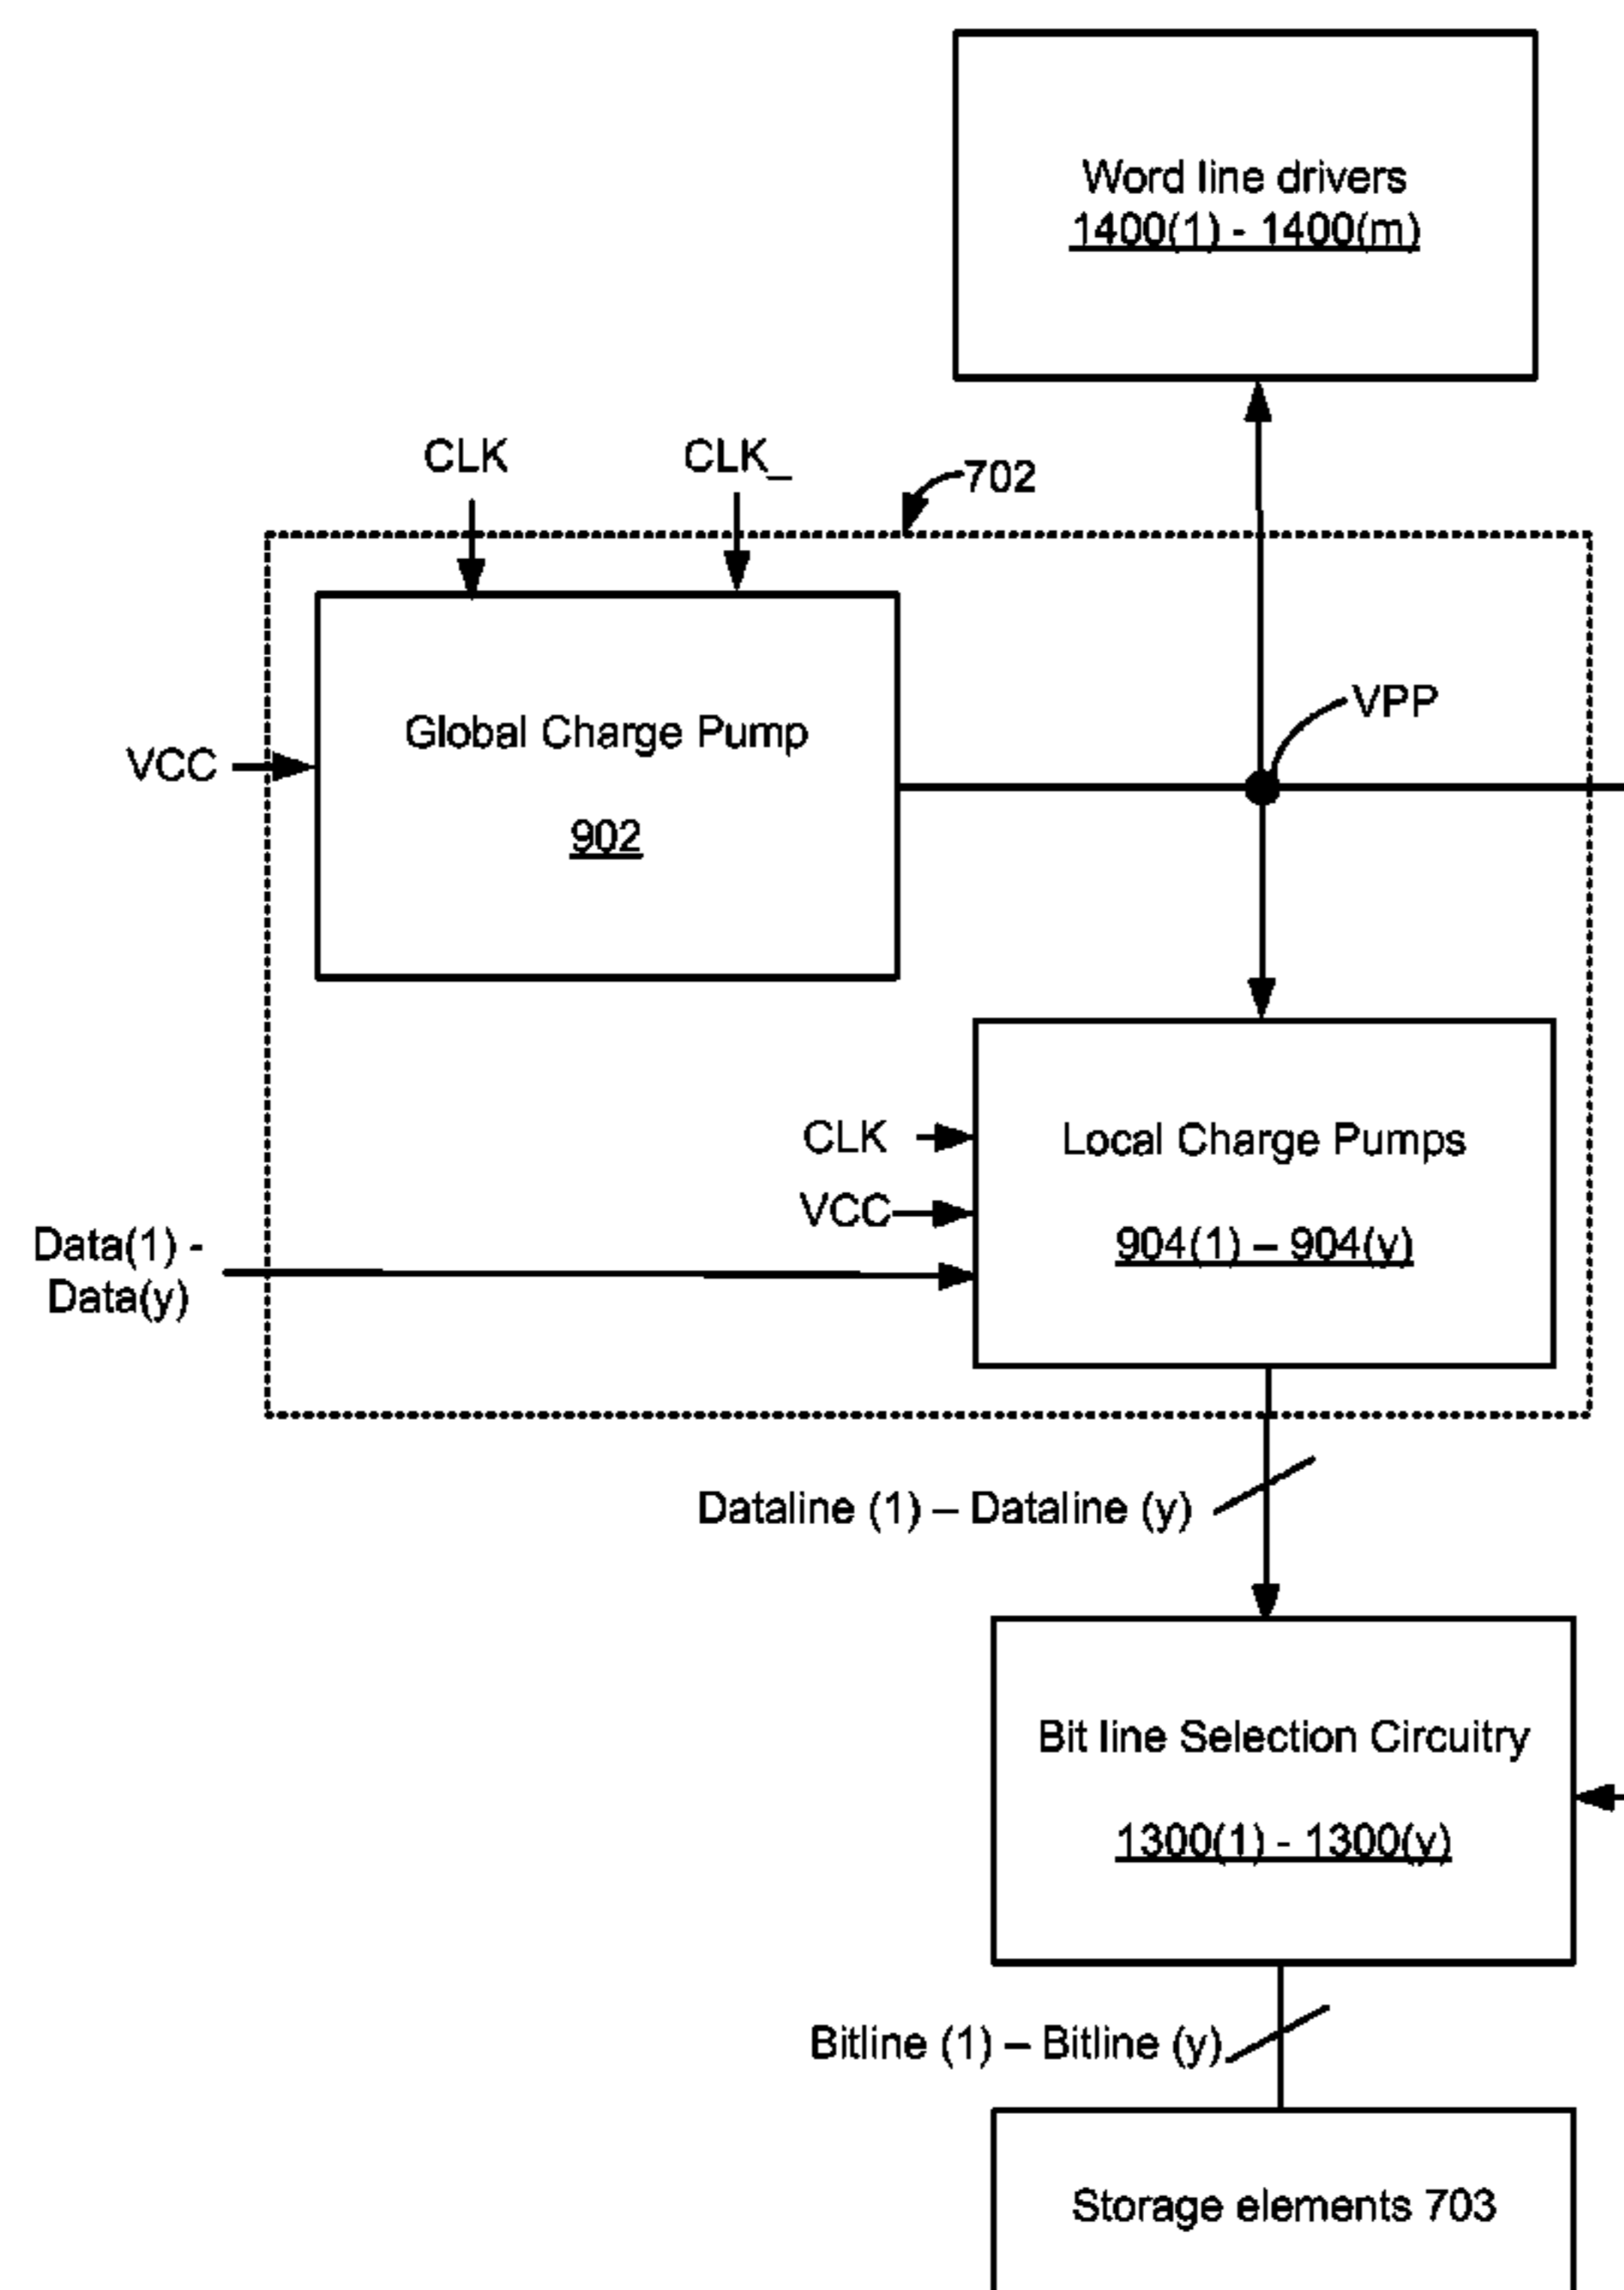 Word line drivers
1400(1) - 1400(m)
CLK
CLK_
702
VPP
Global Charge Pump
VCC
902
CLK
Local Charge Pumps
VCC
904(1) – 904(y)
Data(1) -
Data(y)
Dataline (1) – Dataline (y)
Bit line Selection Circuitry
1300(1) - 1300(y)
Bitline (1) – Bitline (y)
Storage elements 703